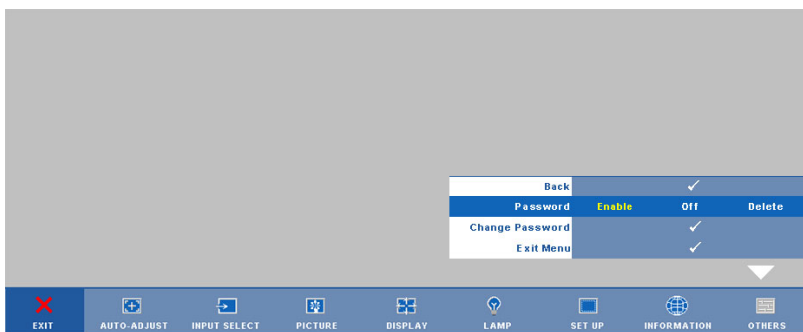 Back
Password Enable Off Delete
Change Password
Exit Menu
EXIT AUTO-ADJUST INPUT SELECT PICTURE DISPLAY LAMP SET UP INFORMATION OTHERS